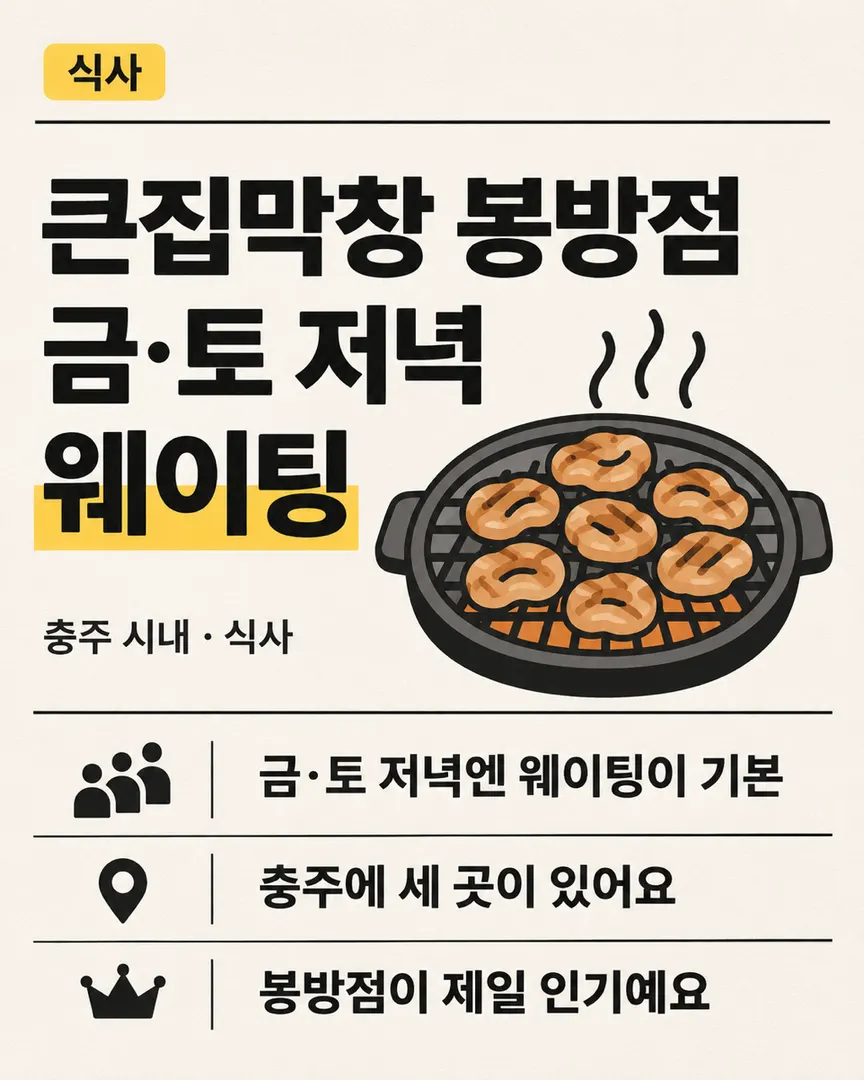 식사
큰집막창 봉방점
금·토 저녁
웨이팅
충주 시내 · 식사
금·토 저녁엔 웨이팅이 기본
충주에 세 곳이 있어요
봉방점이 제일 인기예요